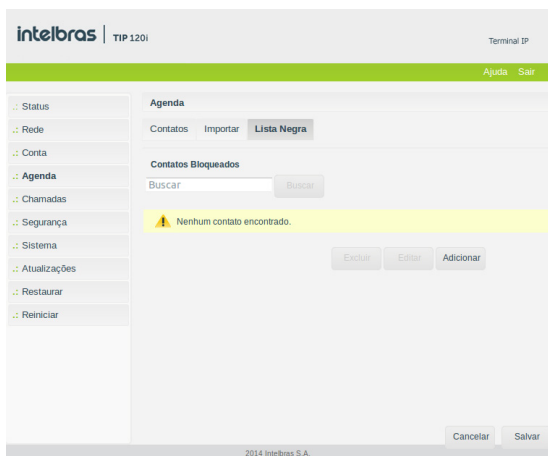 intelbras TIP 120i
Terminal IP
Ajuda Sair
.: Status
.: Rede
.: Conta
.: Agenda
.: Chamadas
.: Segurança
.: Sistema
.: Atualizações
.: Restaurar
.: Reiniciar
Agenda
Contatos Importar Lista Negra
Contatos Bloqueados
Buscar Buscar
Nenhum contato encontrado.
Excluir Editar Adicionar
Cancelar Salvar
2014 Intelbras S.A.